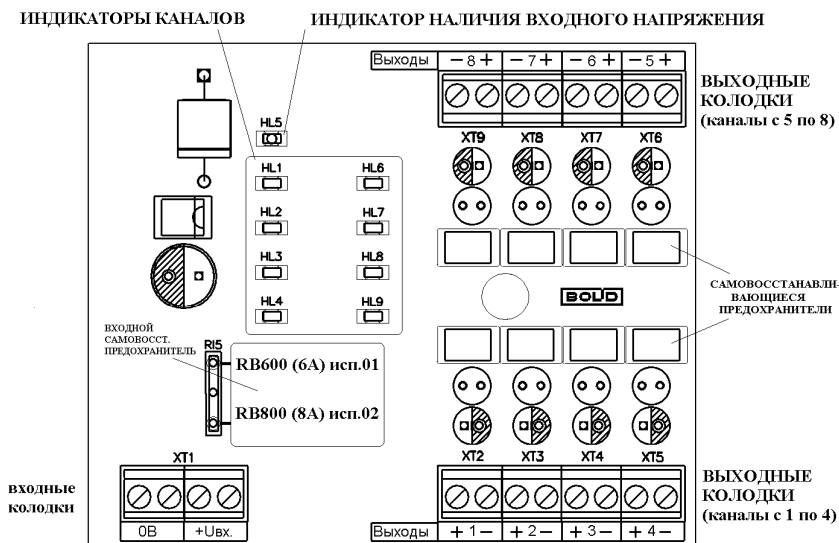 ИНДИКАТОРЫ КАНАЛОВ
ИНДИКАТОР НАЛИЧИЯ ВХОДНОГО НАПРЯЖЕНИЯ
Выходы − 8 + − 7 + − 6 + − 5 +
ВЫХОДНЫЕ
КОЛОДКИ
(каналы с 5 по 8)
XT9 XT8 XT7 XT6
HL5
HL1 HL6
HL2 HL7
HL3 HL8
HL4 HL9
BOLID
САМОВОССТАНАВЛИ-
ВАЮЩИЕСЯ
ПРЕДОХРАНИТЕЛИ
ВХОДНОЙ
САМОВОССТ.
ПРЕДОХРАНИТЕЛЬ
RI5
RB600 (6А) исп.01
RB800 (8А) исп.02
XT1
XT2 XT3 XT4 XT5
входные
колодки
0В +Uвх.
ВЫХОДНЫЕ
КОЛОДКИ
(каналы с 1 по 4)
Выходы + 1 − + 2 − + 3 − + 4 −